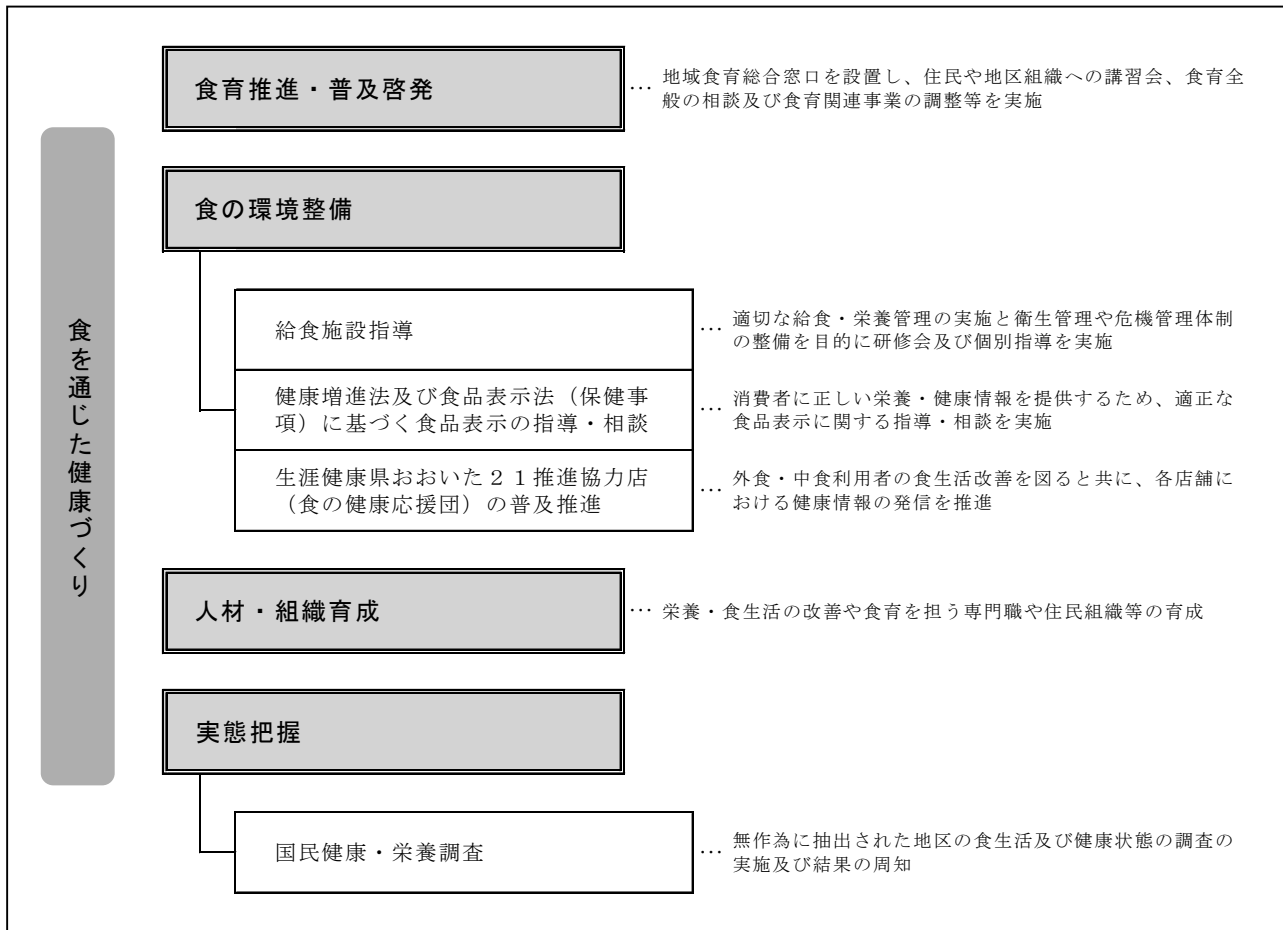 食を通じた健康づくり
食育推進・普及啓発
… 地域食育総合窓口を設置し、住民や地区組織への講習会、食育全
般の相談及び食育関連事業の調整等を実施
食の環境整備
給食施設指導
… 適切な給食・栄養管理の実施と衛生管理や危機管理体制
の整備を目的に研修会及び個別指導を実施
健康増進法及び食品表示法（保健事
項）に基づく食品表示の指導・相談
… 消費者に正しい栄養・健康情報を提供するため、適正な
食品表示に関する指導・相談を実施
生涯健康県おおいた２１推進協力店
（食の健康応援団）の普及推進
… 外食・中食利用者の食生活改善を図ると共に、各店舗に
おける健康情報の発信を推進
人材・組織育成
… 栄養・食生活の改善や食育を担う専門職や住民組織等の育成
実態把握
国民健康・栄養調査
… 無作為に抽出された地区の食生活及び健康状態の調査の
実施及び結果の周知